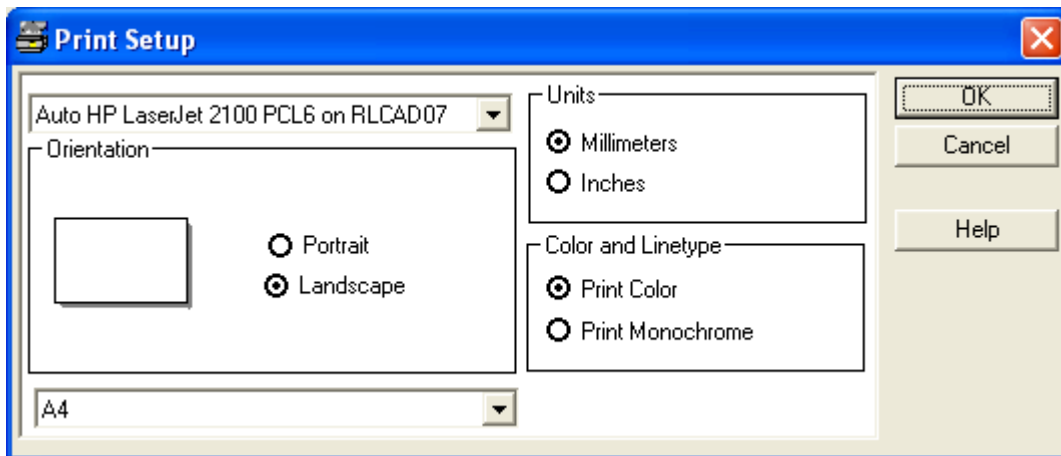 Print Setup
Auto HP LaserJet 2100 PCL6 on RLCAD07
Orientation
Portrait
Landscape
A4
Units
Millimeters
Inches
Color and Linetype
Print Color
Print Monochrome
OK
Cancel
Help